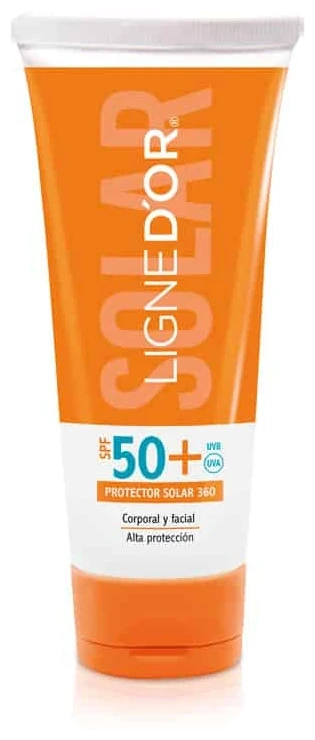 SOLAR
LIGNE D'OR®
SPF 50+ UVB UVA
PROTECTOR SOLAR 360
Corporal y facial
Alta protección